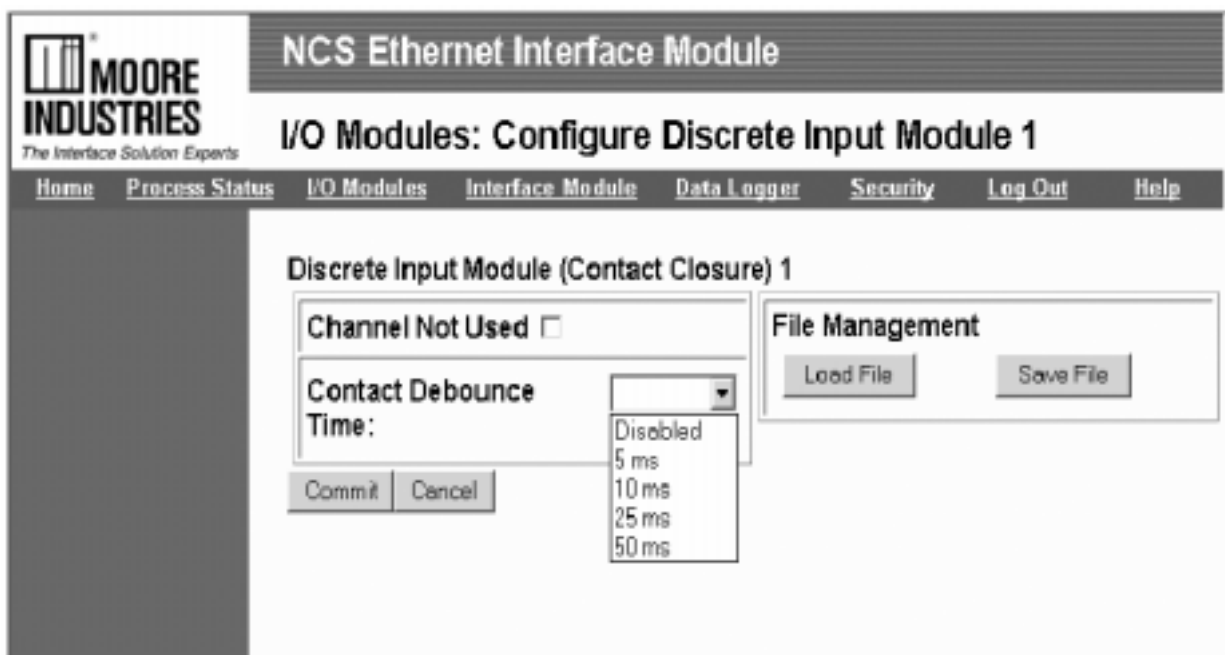 MOORE
INDUSTRIES
The Interface Solution Experts
NCS Ethernet Interface Module
I/O Modules: Configure Discrete Input Module 1
Home Process Status I/O Modules Interface Module Data Logger Security Log Out Help
Discrete Input Module (Contact Closure) 1
Channel Not Used
Contact Debounce
Time:
Disabled
5 ms
10 ms
25 ms
50 ms
Commit Cancel
File Management
Load File Save File